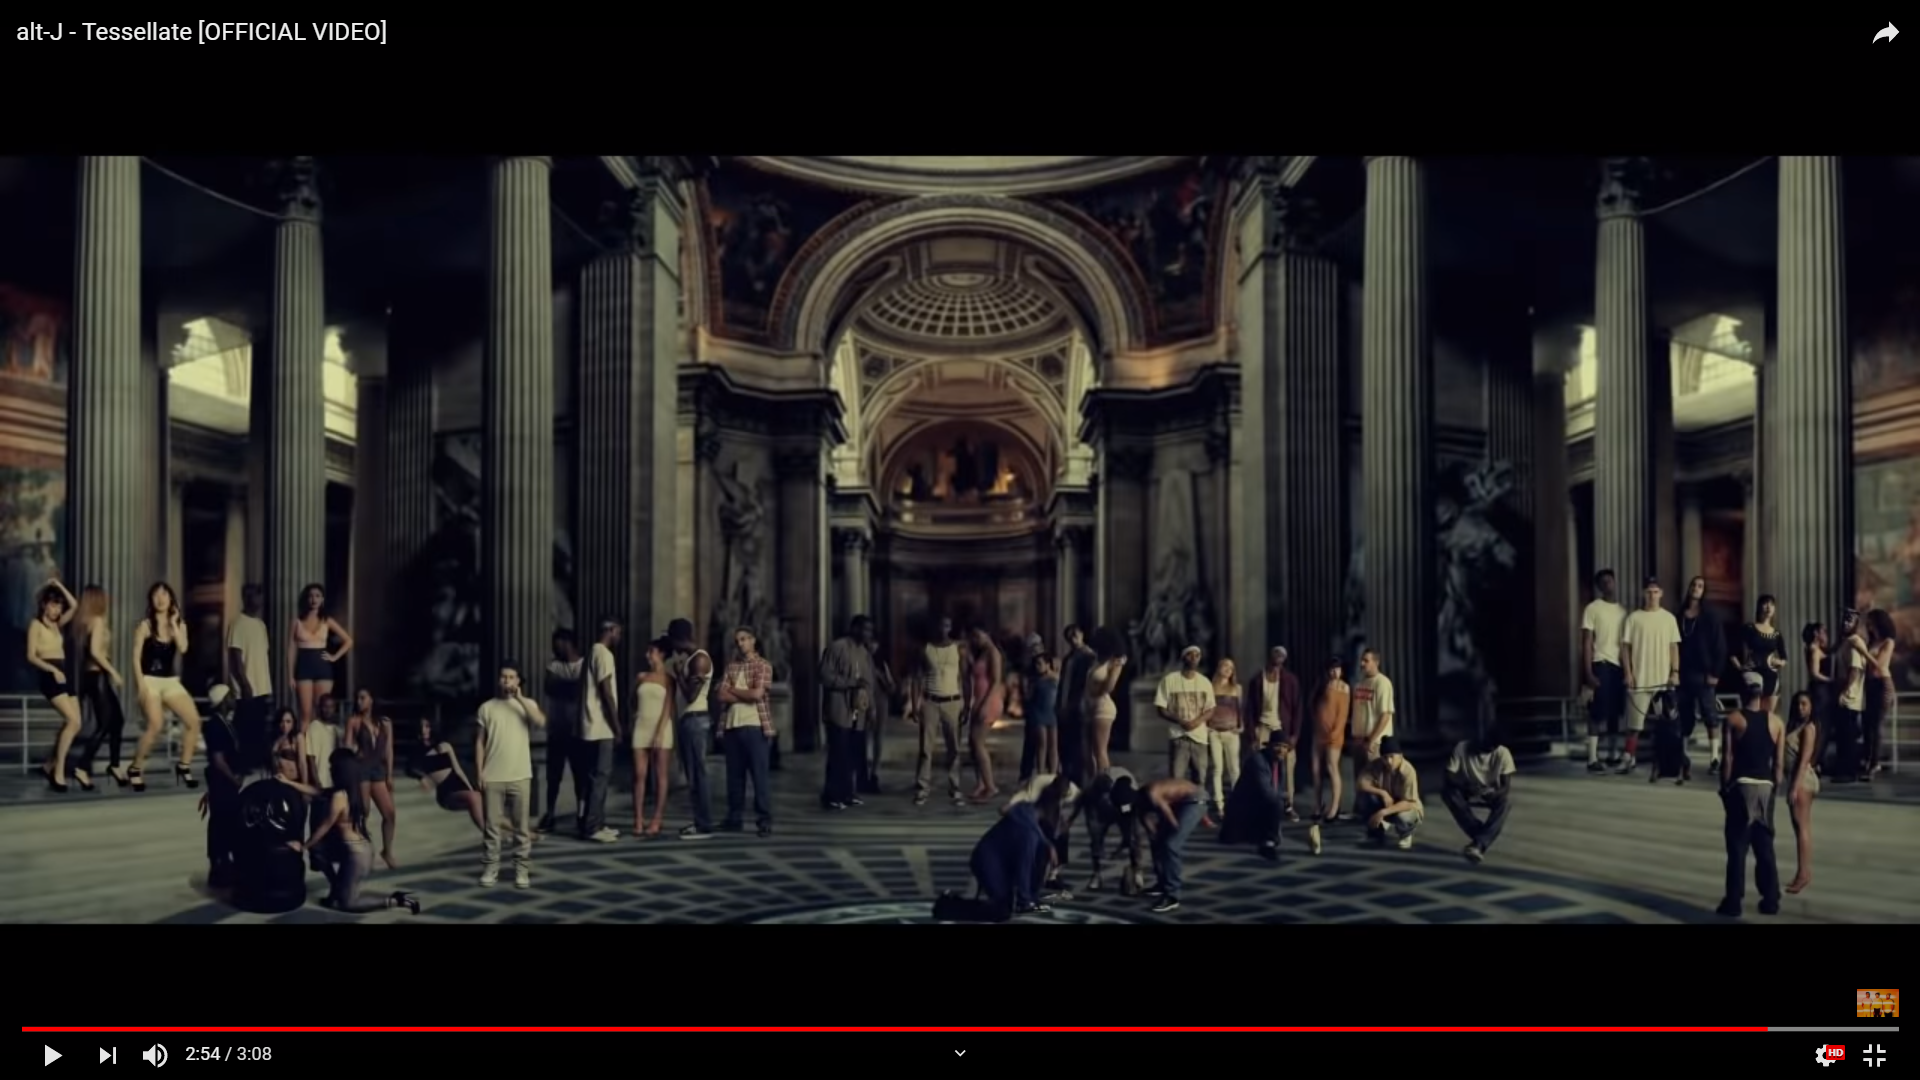 alt-J - Tessellate [OFFICIAL VIDEO]
2:54 / 3:08
HD